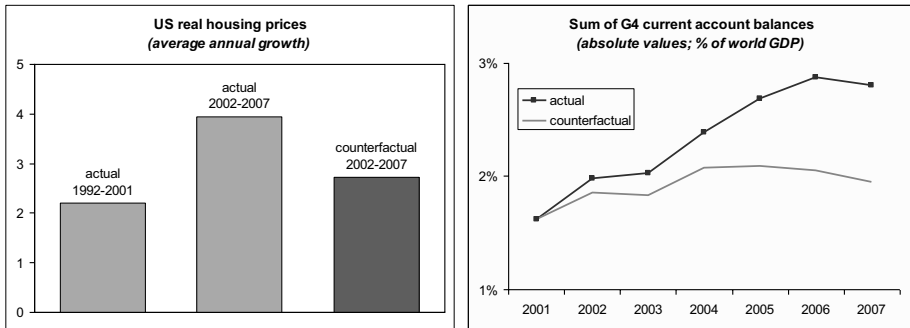 US real housing prices
(average annual growth)
5
4
3
2
1
0
actual
1992-2001
actual
2002-2007
counterfactual
2002-2007
Sum of G4 current account balances
(absolute values; % of world GDP)
3%
2%
1%
actual
counterfactual
2001 2002 2003 2004 2005 2006 2007